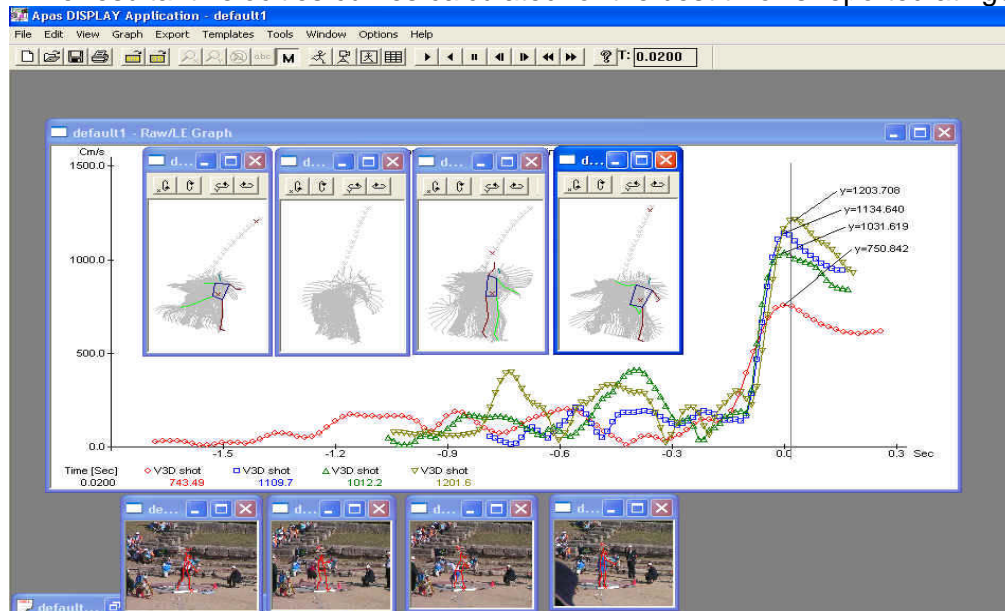 Apas DISPLAY Application - default1
File Edit View Graph Export Templates Tools Window Options Help
abc M T: 0.0200
default1 - Raw/LE Graph
Cm/s
d... d... d... d...
1500.0
1000.0
500.0
0.0
y=1203.708
y=1134.640
y=1031.619
y=750.842
-1.5 -1.2 -0.9 -0.6 -0.3 0.0 0.3 Sec
Time [Sec] V3D shot V3D shot V3D shot V3D shot
0.0200 743.49 1109.7 1012.2 1201.6
de... d... d... d...
default...